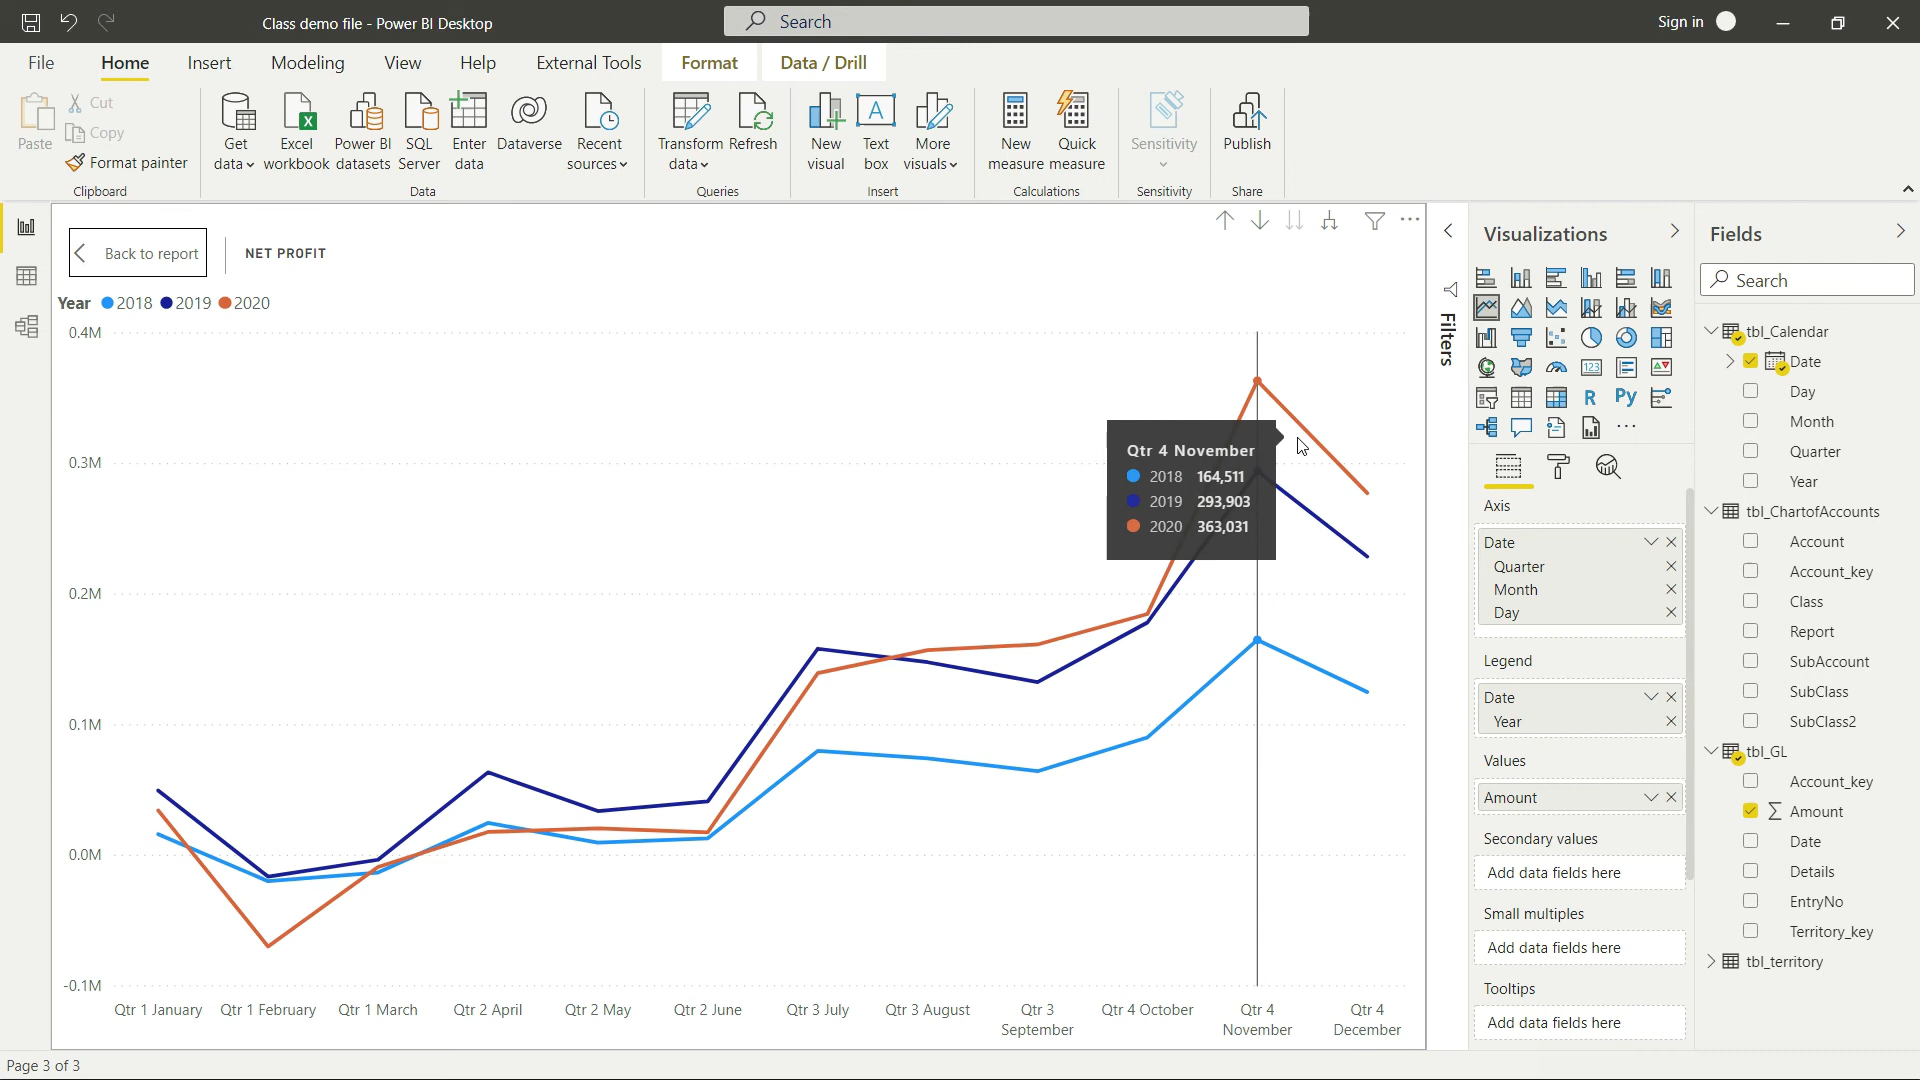 Class demo file - Power BI Desktop
Search
Sign in
File Home Insert Modeling View Help External Tools Format Data / Drill
Paste
Cut
Copy
Format painter
Clipboard
Get data
Excel workbook
Power BI datasets
SQL Server
Enter data
Dataverse
Recent sources
Data
Transform data
Refresh
Queries
New visual
Text box
More visuals
Insert
New measure
Quick measure
Calculations
Sensitivity
Sensitivity
Publish
Share
Back to report
NET PROFIT
Year 2018 2019 2020
0.4M
0.3M
0.2M
0.1M
0.0M
-0.1M
Qtr 4 November
2018 164,511
2019 293,903
2020 363,031
Qtr 1 January
Qtr 1 February
Qtr 1 March
Qtr 2 April
Qtr 2 May
Qtr 2 June
Qtr 3 July
Qtr 3 August
Qtr 3 September
Qtr 4 October
Qtr 4 November
Qtr 4 December
Filters
Visualizations
123
R
Py
Axis
Date
Quarter
Month
Day
Legend
Date
Year
Values
Amount
Secondary values
Add data fields here
Small multiples
Add data fields here
Tooltips
Add data fields here
Fields
Search
tbl_Calendar
Date
Day
Month
Quarter
Year
tbl_ChartofAccounts
Account
Account_key
Class
Report
SubAccount
SubClass
SubClass2
tbl_GL
Account_key
Amount
Date
Details
EntryNo
Territory_key
tbl_territory
Page 3 of 3